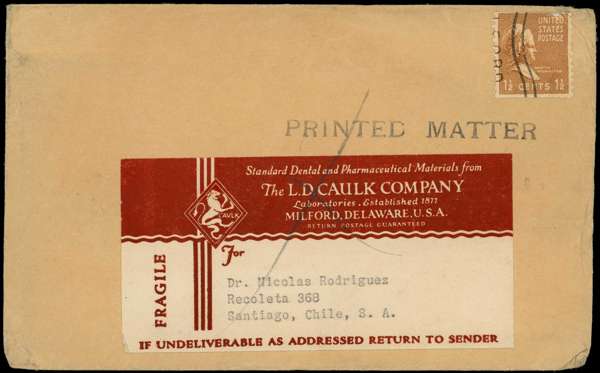 UNITED
STATES
POSTAGE
1½ CENTS 1½
PRINTED MATTER
Standard Dental and Pharmaceutical Materials from
The L.D. CAULK COMPANY
Laboratories. Established 1877
MILFORD, DELAWARE, U.S.A.
RETURN POSTAGE GUARANTEED
CAULK
For
FRAGILE
Dr. Nicolas Rodriguez
Recoleta 368
Santiago, Chile, S. A.
IF UNDELIVERABLE AS ADDRESSED RETURN TO SENDER